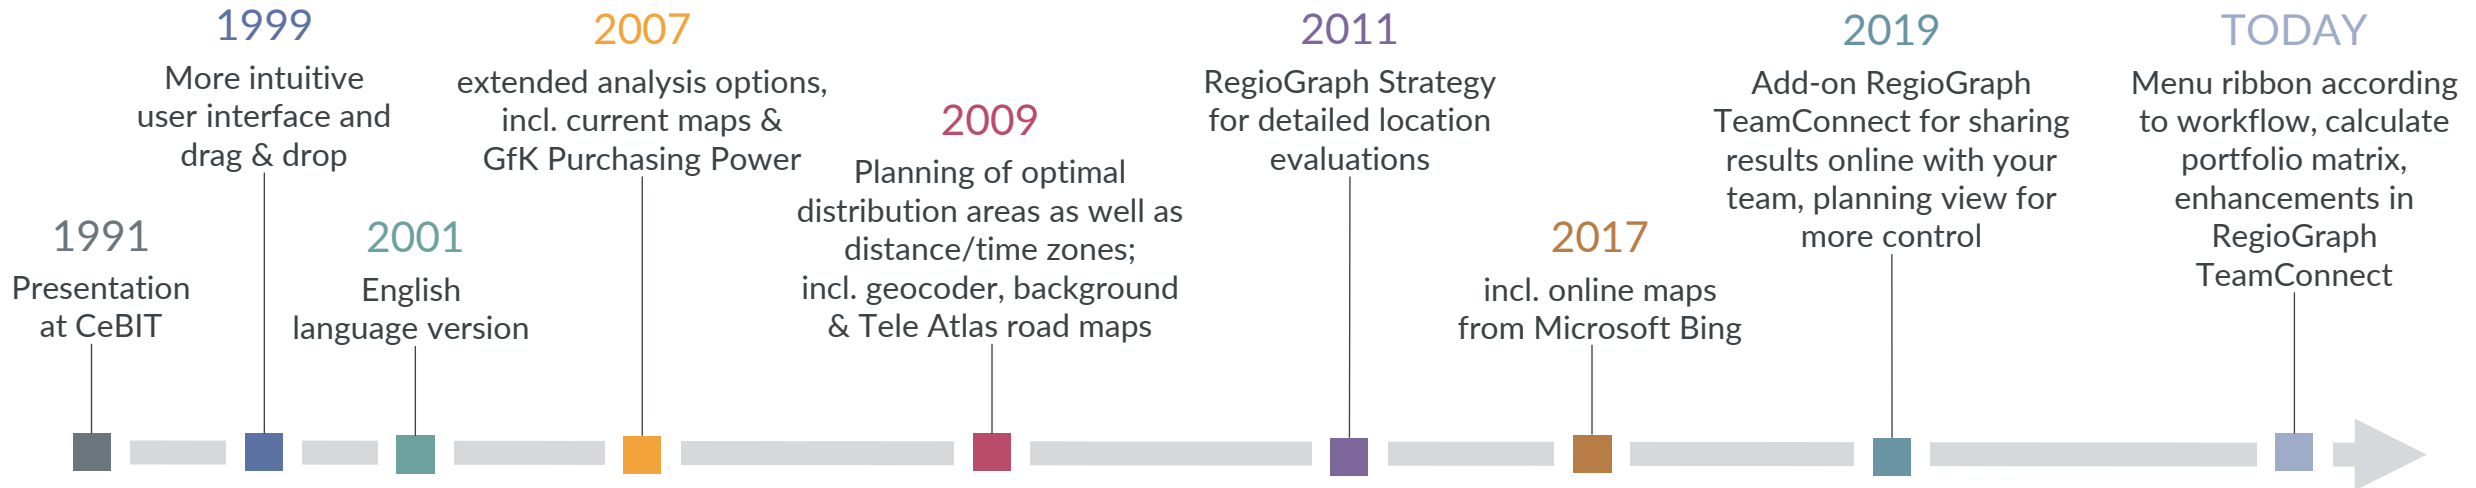 1991
Presentation
at CeBIT
1999
More intuitive
user interface and
drag & drop
2001
English
language version
2007
extended analysis options,
incl. current maps &
GfK Purchasing Power
2009
Planning of optimal
distribution areas as well as
distance/time zones;
incl. geocoder, background
& Tele Atlas road maps
2011
RegioGraph Strategy
for detailed location
evaluations
2017
incl. online maps
from Microsoft Bing
2019
Add-on RegioGraph
TeamConnect for sharing
results online with your
team, planning view for
more control
TODAY
Menu ribbon according
to workflow, calculate
portfolio matrix,
enhancements in
RegioGraph
TeamConnect